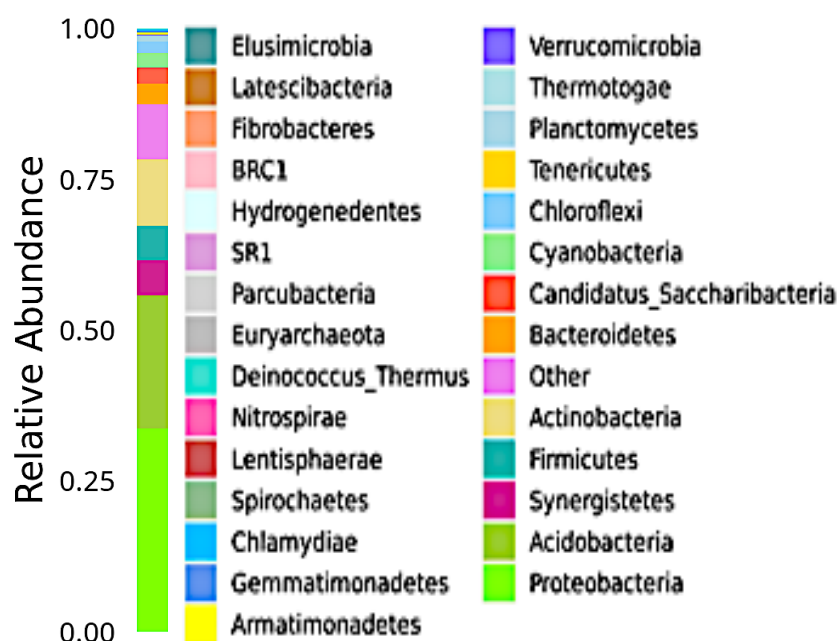 Relative Abundance
1.00
0.75
0.50
0.25
0.00
Elusimicrobia
Latescibacteria
Fibrobacteres
BRC1
Hydrogenedentes
SR1
Parcubacteria
Euryarchaeota
Deinococcus_Thermus
Nitrospirae
Lentisphaerae
Spirochaetes
Chlamydiae
Gemmatimonadetes
Armatimonadetes
Verrucomicrobia
Thermotogae
Planctomycetes
Tenericutes
Chloroflexi
Cyanobacteria
Candidatus_Saccharibacteria
Bacteroidetes
Other
Actinobacteria
Firmicutes
Synergistetes
Acidobacteria
Proteobacteria